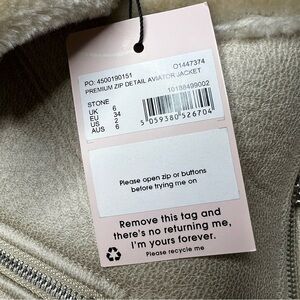 PO: 4500190151 O1447374
PREMIUM ZIP DETAIL AVIATOR JACKET
STONE 10188499002
UK 6
EU 34
US 2
AUS 6
5 059380 526704
Please open zip or buttons
before trying me on
Remove this tag and
there's no returning me,
I'm yours forever.
Please recycle me